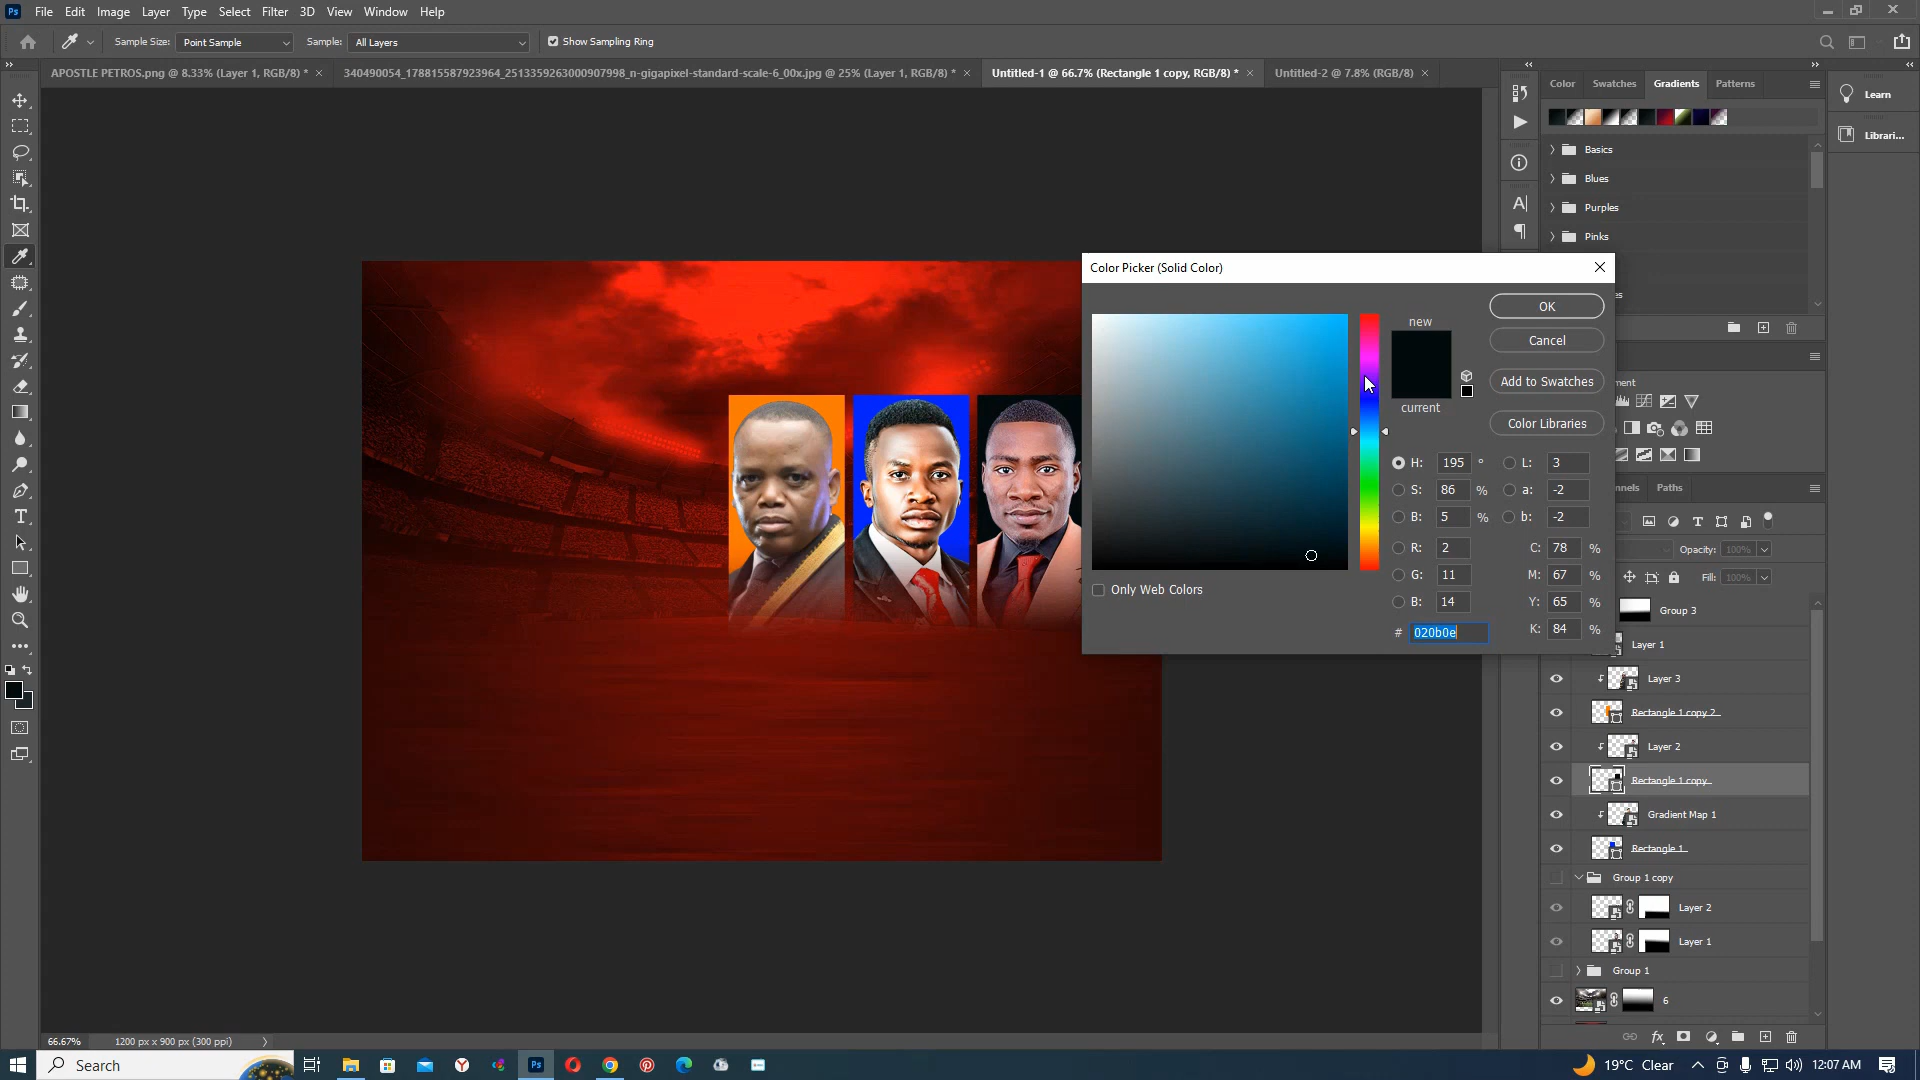 Ps File Edit Image Layer Type Select Filter 3D View Window Help
Sample Size: Point Sample Sample: All Layers Show Sampling Ring
APOSTLE PETROS.png @ 8.33% (Layer 1, RGB/8) * × 340490054_178815587923964_2513359263000907998_n-gigapixel-standard-scale-6_00x.jpg @ 25% (Layer 1, RGB/8) * × Untitled-1 @ 66.7% (Rectangle 1 copy, RGB/8) * × Untitled-2 @ 7.8% (RGB/8) ×
Color Swatches Gradients Patterns
Learn
Librari...
Basics
Blues
Purples
Pinks
Color Picker (Solid Color)
new
current
OK
Cancel
Add to Swatches
Color Libraries
H: 195 ° L: 3
S: 86 % a: -2
B: 5 % b: -2
R: 2 C: 78 %
G: 11 M: 67 %
B: 14 Y: 65 %
# 020b0e K: 84 %
Only Web Colors
Paths
Opacity: 100%
Fill: 100%
Group 3
Layer 1
Layer 3
Rectangle 1 copy 2
Layer 2
Rectangle 1 copy
Gradient Map 1
Rectangle 1
Group 1 copy
Layer 2
Layer 1
Group 1
6
66.67% 1200 px x 900 px (300 ppi)
Search
Ps
19°C Clear
12:07 AM